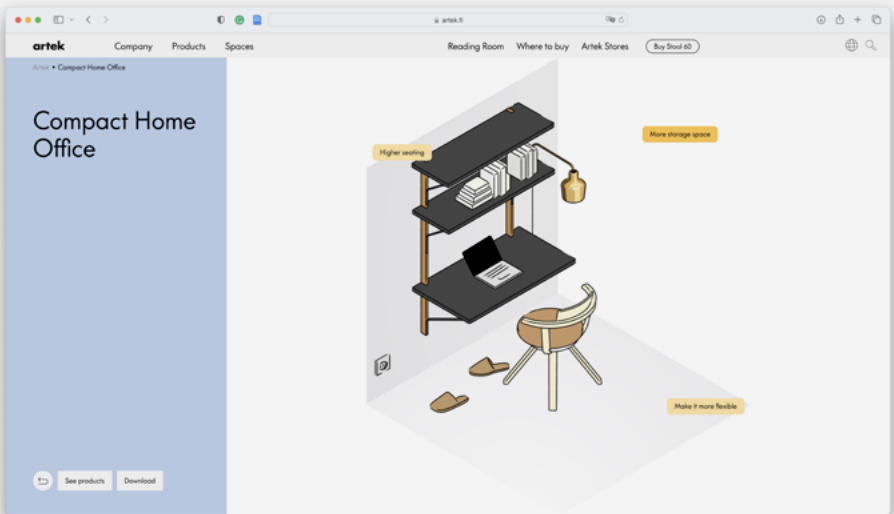 artek.fi
artek
Company
Products
Spaces
Reading Room
Where to buy
Artek Stores
Buy Stool 60
Artek • Compact Home Office
Compact Home
Office
More storage space
Higher seating
Make it more flexible
See products
Download